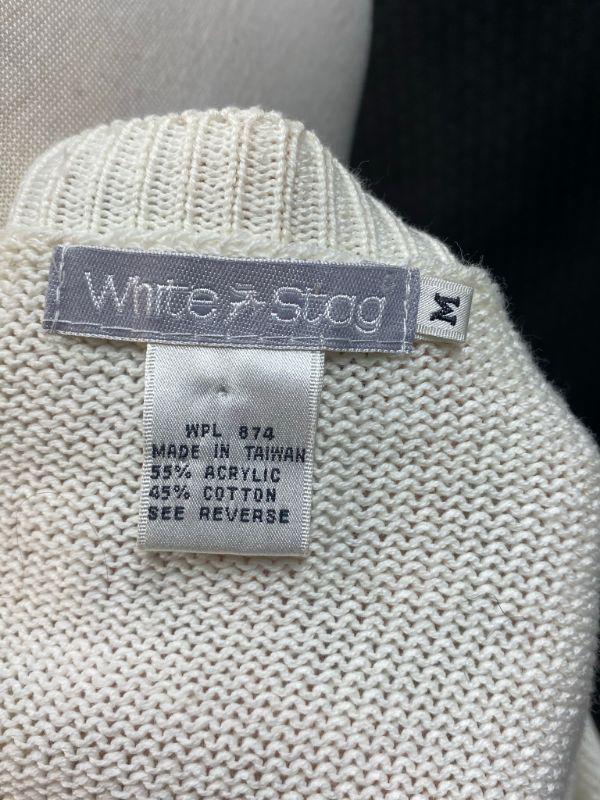 White Stag
M
WPL 874
MADE IN TAIWAN
55% ACRYLIC
45% COTTON
SEE REVERSE